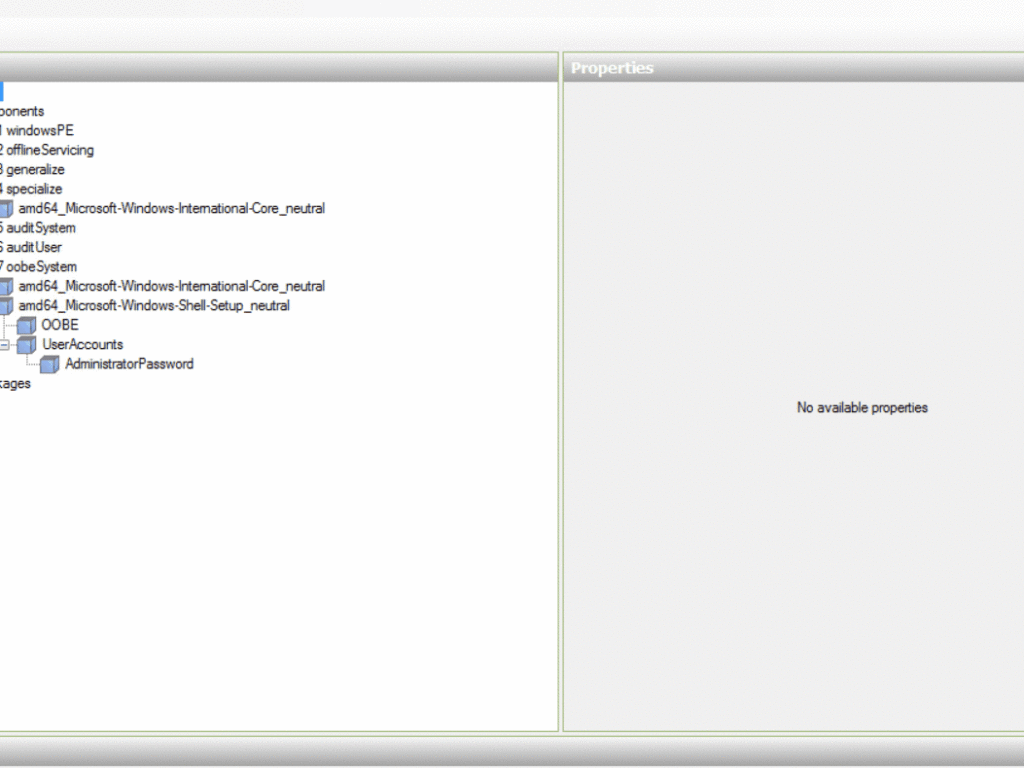 Properties
ponents
1 windowsPE
2 offlineServicing
3 generalize
4 specialize
amd64_Microsoft-Windows-International-Core_neutral
5 auditSystem
6 auditUser
7 oobeSystem
amd64_Microsoft-Windows-International-Core_neutral
amd64_Microsoft-Windows-Shell-Setup_neutral
OOBE
UserAccounts
AdministratorPassword
kages
No available properties